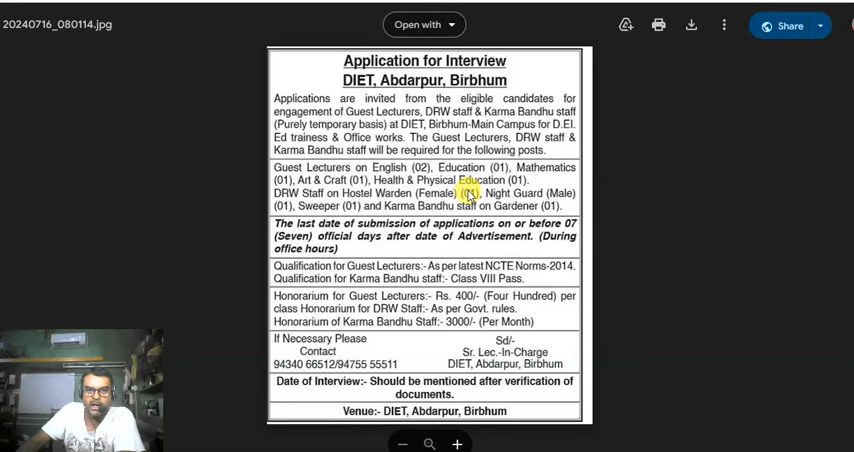 20240716_080114.jpg
Open with
Share
Application for Interview
DIET, Abdarpur, Birbhum
Applications are invited from the eligible candidates for
engagement of Guest Lecturers, DRW staff & Karma Bandhu staff
(Purely temporary basis) at DIET, Birbhum-Main Campus for D.El.
Ed trainess & Office works. The Guest Lecturers, DRW staff &
Karma Bandhu staff will be required for the following posts.
Guest Lecturers on English (02), Education (01), Mathematics
(01), Art & Craft (01), Health & Physical Education (01).
DRW Staff on Hostel Warden (Female) (01), Night Guard (Male)
(01), Sweeper (01) and Karma Bandhu staff on Gardener (01).
The last date of submission of applications on or before 07
(Seven) official days after date of Advertisement. (During
office hours)
Qualification for Guest Lecturers:- As per latest NCTE Norms-2014.
Qualification for Karma Bandhu staff:- Class VIII Pass.
Honorarium for Guest Lecturers:- Rs. 400/- (Four Hundred) per
class Honorarium for DRW Staff:- As per Govt. rules.
Honorarium of Karma Bandhu Staff:- 3000/- (Per Month)
If Necessary Please
Contact
94340 66512/94755 55511
Sd/-
Sr. Lec.-In-Charge
DIET, Abdarpur, Birbhum
Date of Interview:- Should be mentioned after verification of
documents.
Venue:- DIET, Abdarpur, Birbhum